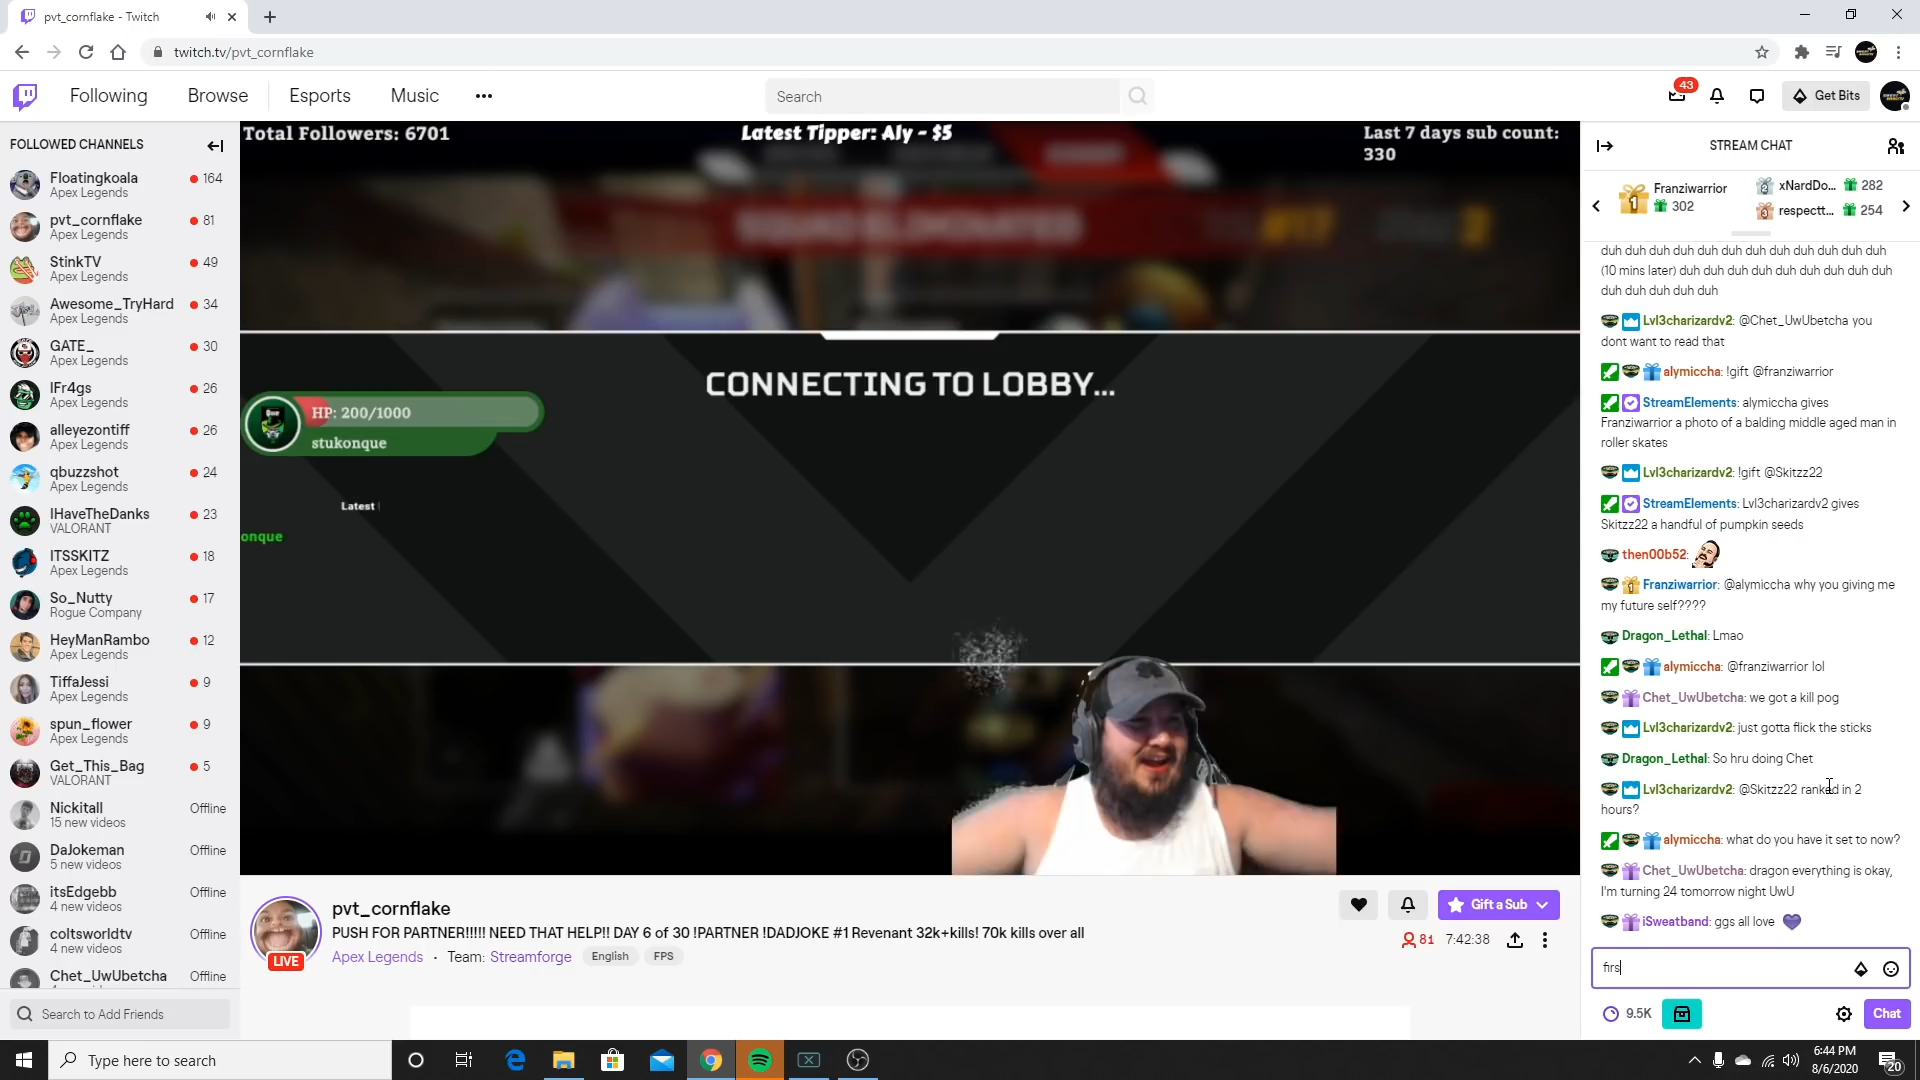 pvt_cornflake - Twitch
twitch.tv/pvt_cornflake
Following
Browse
Esports
Music
Search
43
Get Bits
FOLLOWED CHANNELS
Floatingkoala
164
Apex Legends
pvt_cornflake
81
Apex Legends
StinkTV
49
Apex Legends
Awesome_TryHard
34
Apex Legends
GATE_
30
Apex Legends
lFr4gs
26
Apex Legends
alleyezontiff
26
Apex Legends
qbuzzshot
24
Apex Legends
IHaveTheDanks
23
VALORANT
ITSSKITZ
18
Apex Legends
So_Nutty
17
Rogue Company
HeyManRambo
12
Apex Legends
TiffaJessi
9
Apex Legends
spun_flower
9
Apex Legends
Get_This_Bag
5
VALORANT
Nickitall
Offline
15 new videos
DaJokeman
Offline
5 new videos
itsEdgebb
Offline
4 new videos
coltsworldtv
Offline
4 new videos
Chet_UwUbetcha
Offline
Search to Add Friends
Total Followers: 6701
Latest Tipper: Aly - $5
Last 7 days sub count:
330
SQUAD ELIMINATED
#17
2
CONNECTING TO LOBBY...
HP: 200/1000
stukonque
Latest
onque
pvt_cornflake
PUSH FOR PARTNER!!!!! NEED THAT HELP!! DAY 6 of 30 !PARTNER !DADJOKE #1 Revenant 32k+kills! 70k kills over all
Apex Legends · Team: Streamforge English FPS
LIVE
Gift a Sub
81
7:42:38
STREAM CHAT
1
Franziwarrior
302
2
xNardDo...
282
3
respectt...
254
duh duh duh duh duh duh duh duh duh duh duh duh
(10 mins later) duh duh duh duh duh duh duh duh duh
duh duh duh duh duh
Lvl3charizardv2: @Chet_UwUbetcha you
dont want to read that
alymiccha: !gift @franziwarrior
StreamElements: alymiccha gives
Franziwarrior a photo of a balding middle aged man in
roller skates
Lvl3charizardv2: !gift @Skitzz22
StreamElements: Lvl3charizardv2 gives
Skitzz22 a handful of pumpkin seeds
then00b52:
Franziwarrior: @alymiccha why you giving me
my future self????
Dragon_Lethal: Lmao
alymiccha: @franziwarrior lol
Chet_UwUbetcha: we got a kill pog
Lvl3charizardv2: just gotta flick the sticks
Dragon_Lethal: So hru doing Chet
Lvl3charizardv2: @Skitzz22 ranked in 2
hours?
alymiccha: what do you have it set to now?
Chet_UwUbetcha: dragon everything is okay,
I'm turning 24 tomorrow night UwU
iSweatband: ggs all love
firs
9.5K
Chat
Type here to search
6:44 PM
8/6/2020
20